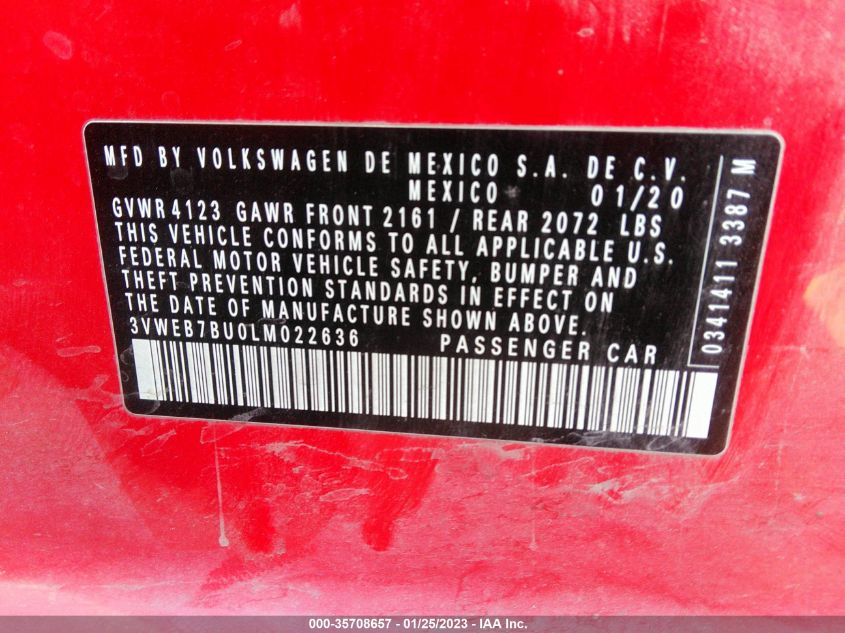 MFD BY VOLKSWAGEN DE MEXICO S.A. DE C.V.
MEXICO 01/20
GVWR 4123 GAWR FRONT 2161 / REAR 2072 LBS
THIS VEHICLE CONFORMS TO ALL APPLICABLE U.S.
FEDERAL MOTOR VEHICLE SAFETY, BUMPER AND
THEFT PREVENTION STANDARDS IN EFFECT ON
THE DATE OF MANUFACTURE SHOWN ABOVE.
3VWEB7BU0LM022636 PASSENGER CAR
03414113387 M
000-35708657 - 01/25/2023 - IAA Inc.